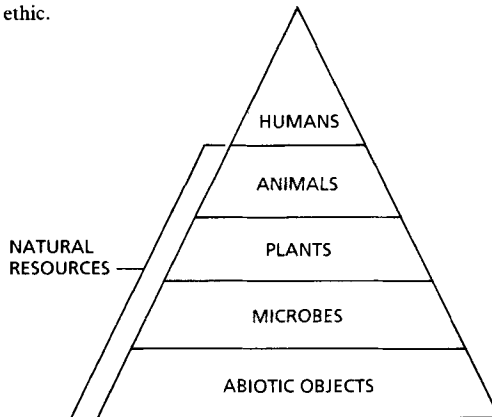 ethic.
HUMANS
ANIMALS
NATURAL
RESOURCES
PLANTS
MICROBES
ABIOTIC OBJECTS